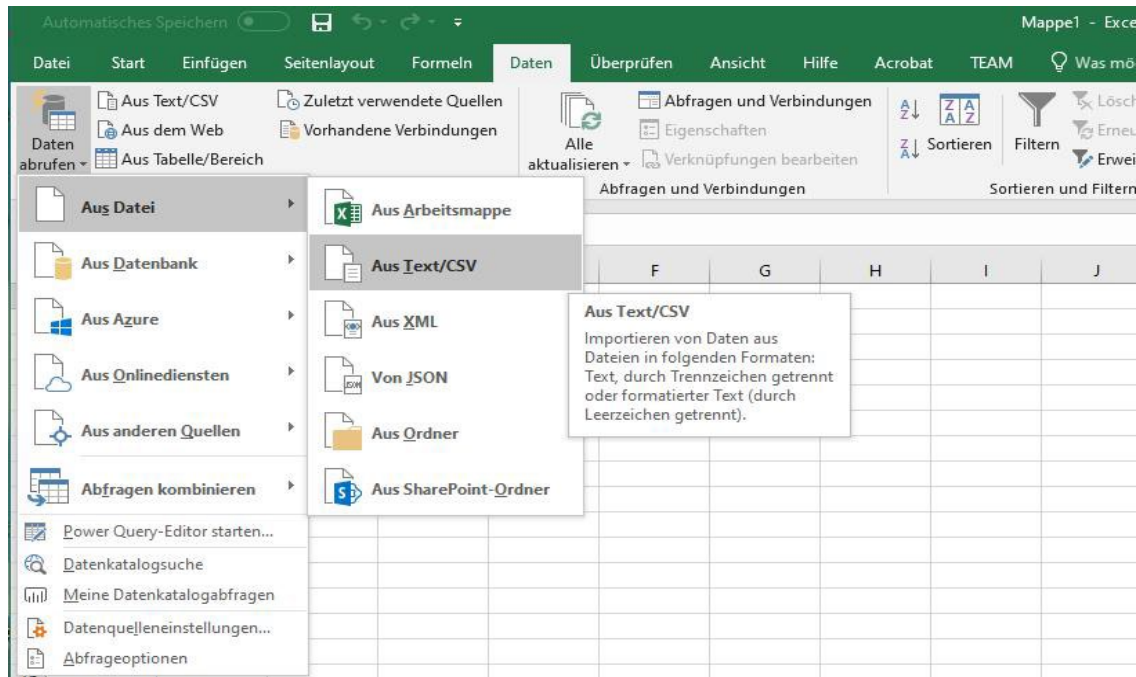 Automatisches Speichern
Mappe1 - Exce
Datei Start Einfügen Seitenlayout Formeln Daten Überprüfen Ansicht Hilfe Acrobat TEAM Was mö
Daten abrufen
Aus Text/CSV
Aus dem Web
Aus Tabelle/Bereich
Zuletzt verwendete Quellen
Vorhandene Verbindungen
Alle aktualisieren
Abfragen und Verbindungen
Eigenschaften
Verknüpfungen bearbeiten
Abfragen und Verbindungen
Sortieren
Filtern
Lösch
Erneu
Erwei
Sortieren und Filtern
Aus Datei
Aus Datenbank
Aus Azure
Aus Onlinediensten
Aus anderen Quellen
Abfragen kombinieren
Power Query-Editor starten...
Datenkatalogsuche
Meine Datenkatalogabfragen
Datenquelleneinstellungen...
Abfrageoptionen
Aus Arbeitsmappe
Aus Text/CSV
Aus XML
Von JSON
Aus Ordner
Aus SharePoint-Ordner
F G H I J
Aus Text/CSV
Importieren von Daten aus
Dateien in folgenden Formaten:
Text, durch Trennzeichen getrennt
oder formatierter Text (durch
Leerzeichen getrennt).